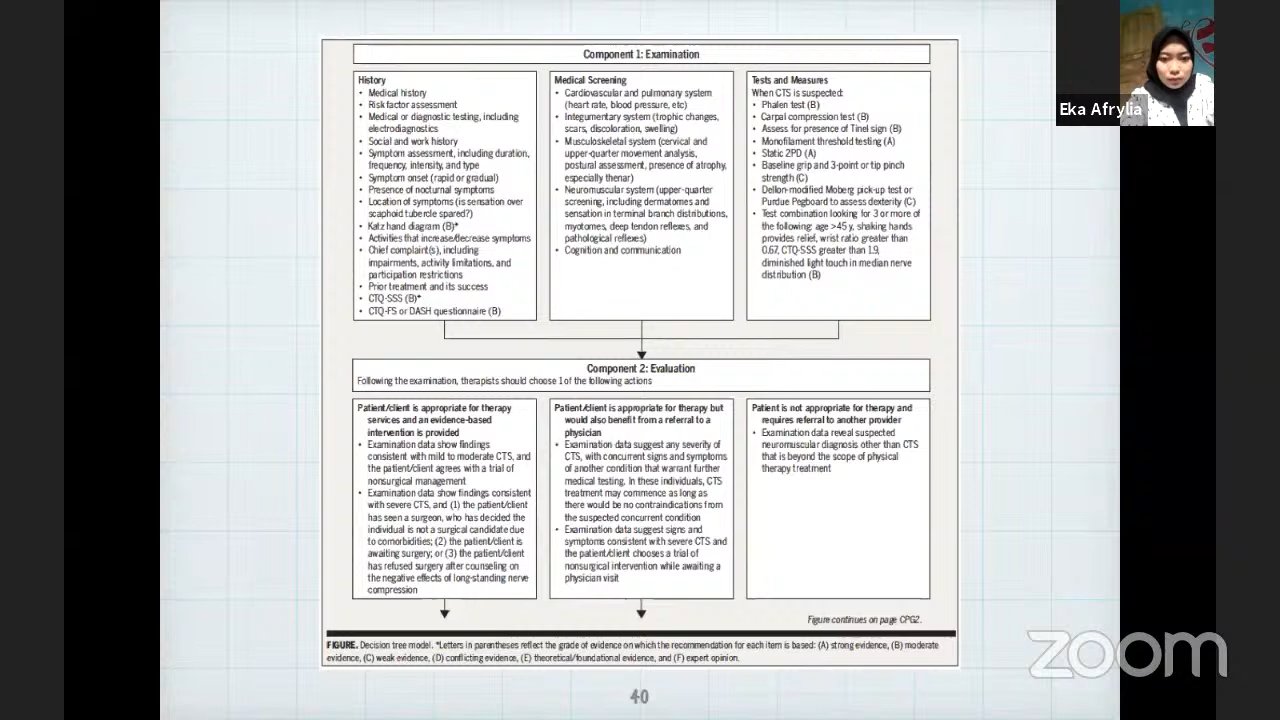 Component 1: Examination
History
• Medical history
• Risk factor assessment
• Medical or diagnostic testing, including
electrodiagnostics
• Social and work history
• Symptom assessment, including duration,
frequency, intensity, and type
• Symptom onset (rapid or gradual)
• Presence of nocturnal symptoms
• Location of symptoms (is sensation over
scaphoid tubercle spared?)
• Katz hand diagram (B)*
• Activities that increase/decrease symptoms
• Chief complaint(s), including
impairments, activity limitations, and
participation restrictions
• Prior treatment and its success
• CTQ-SSS (B)*
• CTQ-FS or DASH questionnaire (B)
Medical Screening
• Cardiovascular and pulmonary system
(heart rate, blood pressure, etc)
• Integumentary system (trophic changes,
scars, discoloration, swelling)
• Musculoskeletal system (cervical and
upper-quarter movement analysis,
postural assessment, presence of atrophy,
especially thenar)
• Neuromuscular system (upper-quarter
screening, including dermatomes and
sensation in terminal branch distributions,
myotomes, deep tendon reflexes, and
pathological reflexes)
• Cognition and communication
Tests and Measures
When CTS is suspected:
• Phalen test (B)
• Carpal compression test (B)
• Assess for presence of Tinel sign (B)
• Monofilament threshold testing (A)
• Static 2PD (A)
• Baseline grip and 3-point or tip pinch
strength (C)
• Dellon-modified Moberg pick-up test or
Purdue Pegboard to assess dexterity (C)
• Test combination looking for 3 or more of
the following: age >45 y, shaking hands
provides relief, wrist ratio greater than
0.67, CTQ-SSS greater than 1.9,
diminished light touch in median nerve
distribution (B)
Component 2: Evaluation
Following the examination, therapists should choose 1 of the following actions
Patient/client is appropriate for therapy
services and an evidence-based
intervention is provided
• Examination data show findings
consistent with mild to moderate CTS, and
the patient/client agrees with a trial of
nonsurgical management
• Examination data show findings consistent
with severe CTS, and (1) the patient/client
has seen a surgeon, who has decided the
individual is not a surgical candidate due
to comorbidities; (2) the patient/client is
awaiting surgery; or (3) the patient/client
has refused surgery after counseling on
the negative effects of long-standing nerve
compression
Patient/client is appropriate for therapy but
would also benefit from a referral to a
physician
• Examination data suggest any severity of
CTS, with concurrent signs and symptoms
of another condition that warrant further
medical testing. In these individuals, CTS
treatment may commence as long as
there would be no contraindications from
the suspected concurrent condition
• Examination data suggest signs and
symptoms consistent with severe CTS and
the patient/client chooses a trial of
nonsurgical intervention while awaiting a
physician visit
Patient is not appropriate for therapy and
requires referral to another provider
• Examination data reveal suspected
neuromuscular diagnosis other than CTS
that is beyond the scope of physical
therapy treatment
Figure continues on page CPG2.
FIGURE. Decision tree model. *Letters in parentheses reflect the grade of evidence on which the recommendation for each item is based: (A) strong evidence, (B) moderate
evidence, (C) weak evidence, (D) conflicting evidence, (E) theoretical/foundational evidence, and (F) expert opinion.
40
Eka Afrylia
zoom